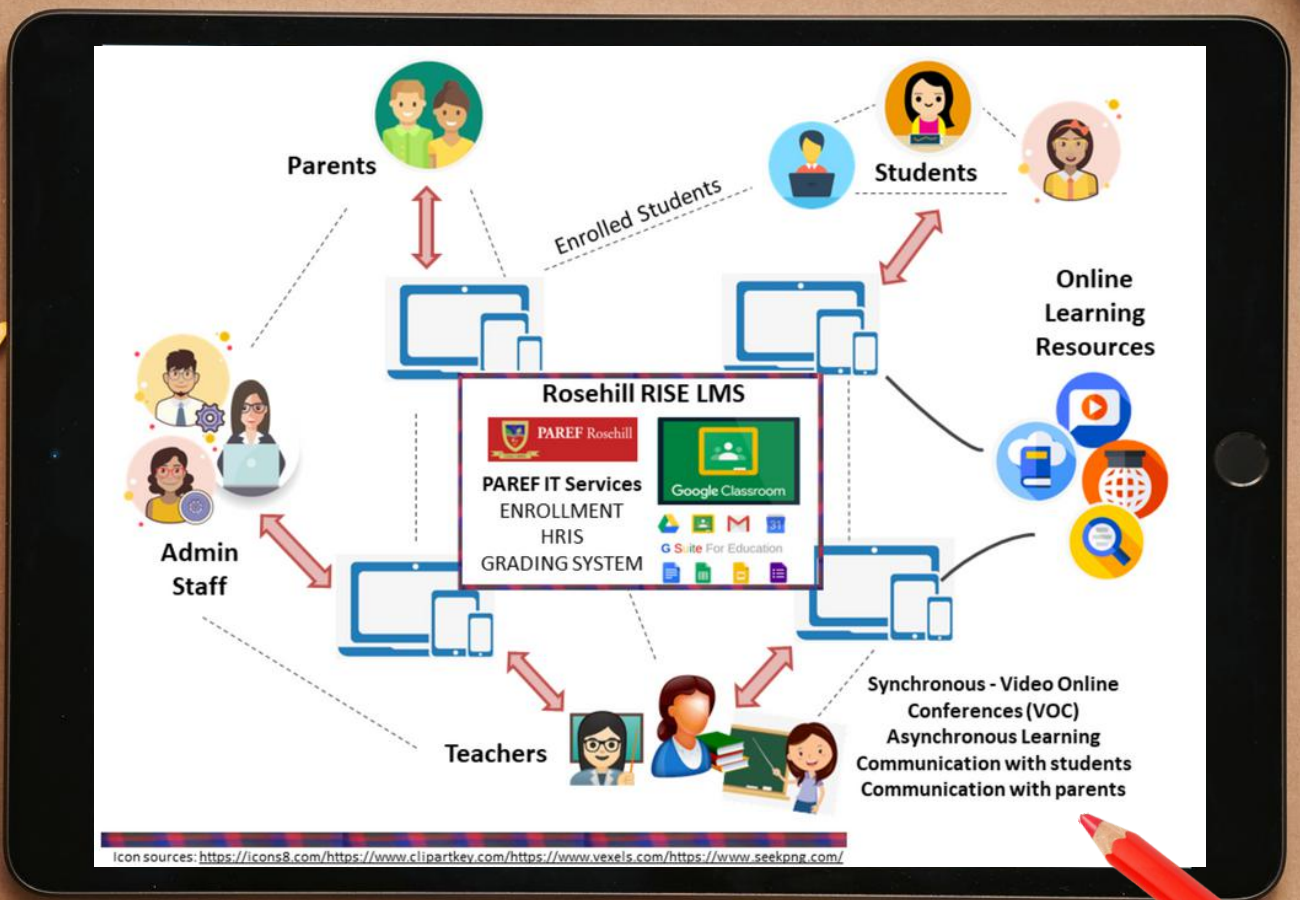 Parents
Students
Enrolled Students
Online
Learning
Resources
Rosehill RISE LMS
PAREF Rosehill
Google Classroom
PAREF IT Services
ENROLLMENT
HRIS
GRADING SYSTEM
31
G Suite For Education
Admin
Staff
Teachers
Synchronous - Video Online
Conferences (VOC)
Asynchronous Learning
Communication with students
Communication with parents
Icon sources: https://icons8.com/https://www.clipartkey.com/https://www.vexels.com/https://www.seekpng.com/